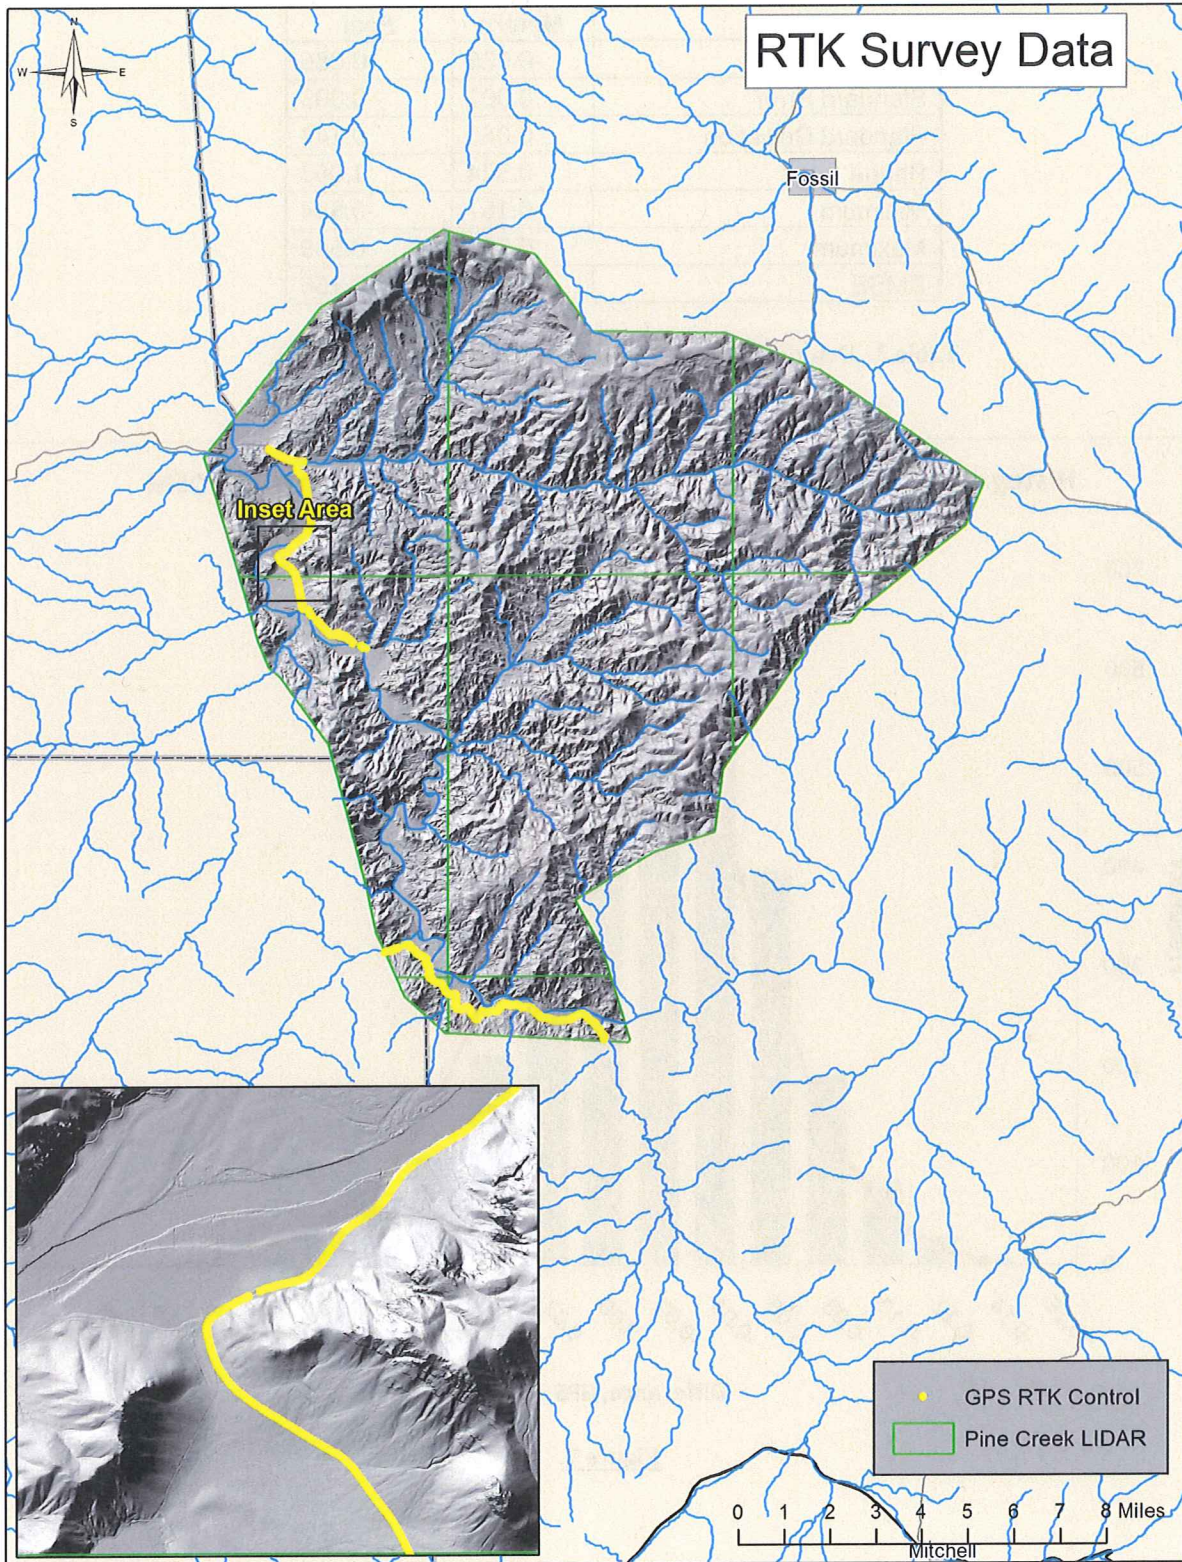 N
W E
S
RTK Survey Data
Fossil
Inset Area
GPS RTK Control
Pine Creek LIDAR
0 1 2 3 4 5 6 7 8 Miles
Mitchell